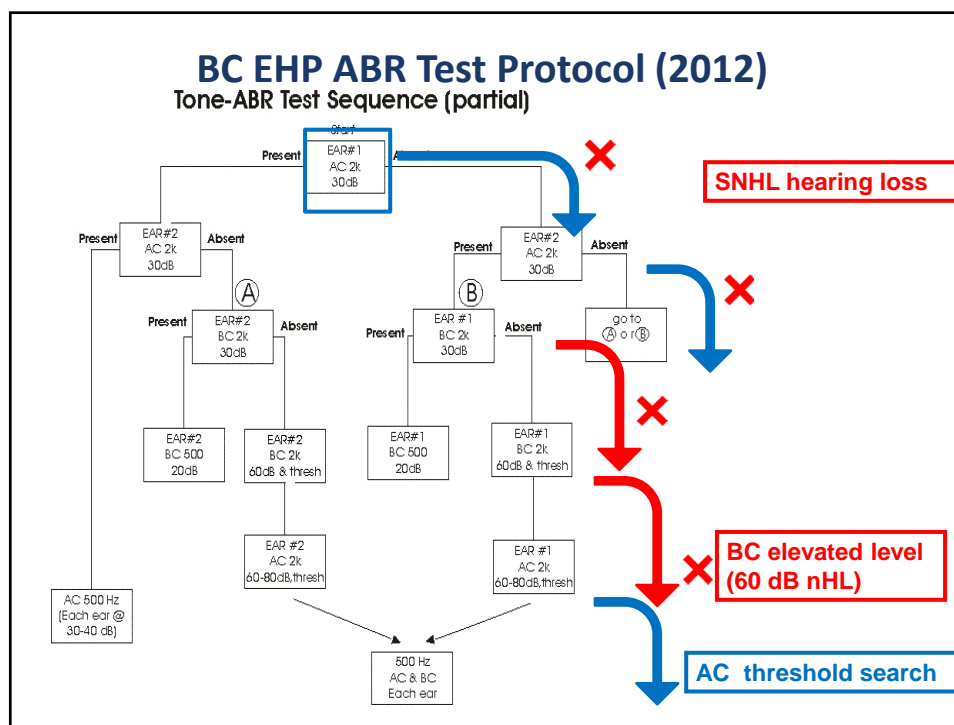 BC EHP ABR Test Protocol (2012)
Tone-ABR Test Sequence (partial)
Start
Present
EAR#1
AC 2k
30dB
SNHL hearing loss
Present
EAR#2
AC 2k
30dB
Absent
Present
EAR#2
AC 2k
30dB
Absent
A
B
Present
EAR#2
BC 2k
30dB
Absent
Present
EAR #1
BC 2k
30dB
Absent
go to
A or B
EAR#2
BC 500
20dB
EAR#2
BC 2k
60dB & thresh
EAR#1
BC 500
20dB
EAR#1
BC 2k
60dB & thresh
EAR #2
AC 2k
60-80dB,thresh
EAR #1
AC 2k
60-80dB,thresh
BC elevated level
(60 dB nHL)
AC 500 Hz
(Each ear @
30-40 dB)
500 Hz
AC & BC
Each ear
AC threshold search